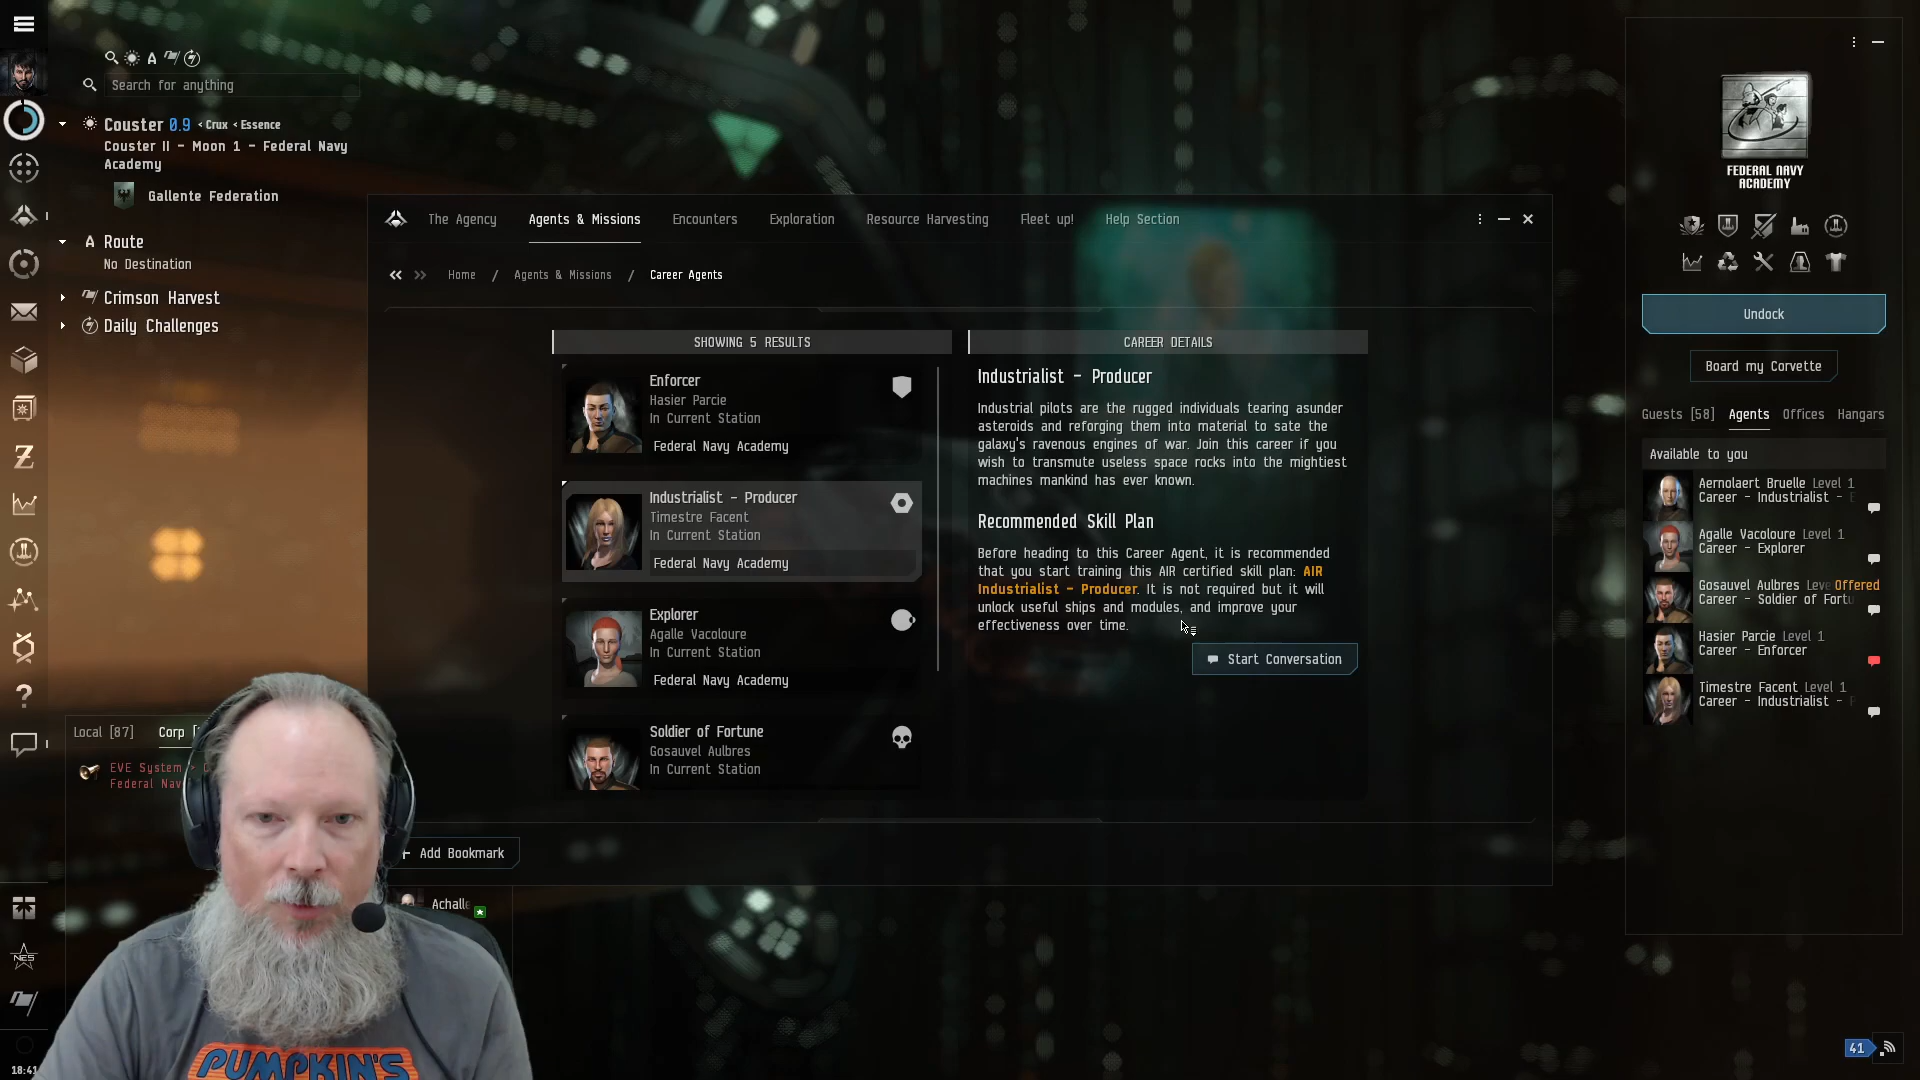 Search for anything
Couster 0.9 < Crux < Essence
Couster II - Moon 1 - Federal Navy
Academy
Gallente Federation
A Route
No Destination
Crimson Harvest
Daily Challenges
The Agency
Agents & Missions
Encounters
Exploration
Resource Harvesting
Fleet up!
Help Section
Home / Agents & Missions / Career Agents
SHOWING 5 RESULTS
Enforcer
Hasier Parcie
In Current Station
Federal Navy Academy
Industrialist - Producer
Timestre Facent
In Current Station
Federal Navy Academy
Explorer
Agalle Vacoloure
In Current Station
Federal Navy Academy
Soldier of Fortune
Gosauvel Aulbres
In Current Station
CAREER DETAILS
Industrialist - Producer
Industrial pilots are the rugged individuals tearing asunder
asteroids and reforging them into material to sate the
galaxy's ravenous engines of war. Join this career if you
wish to transmute useless space rocks into the mightiest
machines mankind has ever known.
Recommended Skill Plan
Before heading to this Career Agent, it is recommended
that you start training this AIR certified skill plan: AIR
Industrialist - Producer. It is not required but it will
unlock useful ships and modules, and improve your
effectiveness over time.
Start Conversation
Add Bookmark
Local [87]
Corp [
EVE System >
Federal Nav
Achalle
PUMPKIN'S
NES
18:41
FEDERAL NAVY
ACADEMY
Undock
Board my Corvette
Guests [58]
Agents
Offices
Hangars
Available to you
Aernolaert Bruelle Level 1
Career - Industrialist -
Agalle Vacoloure Level 1
Career - Explorer
Gosauvel Aulbres Leve Offered
Career - Soldier of Fortu
Hasier Parcie Level 1
Career - Enforcer
Timestre Facent Level 1
Career - Industrialist -
41